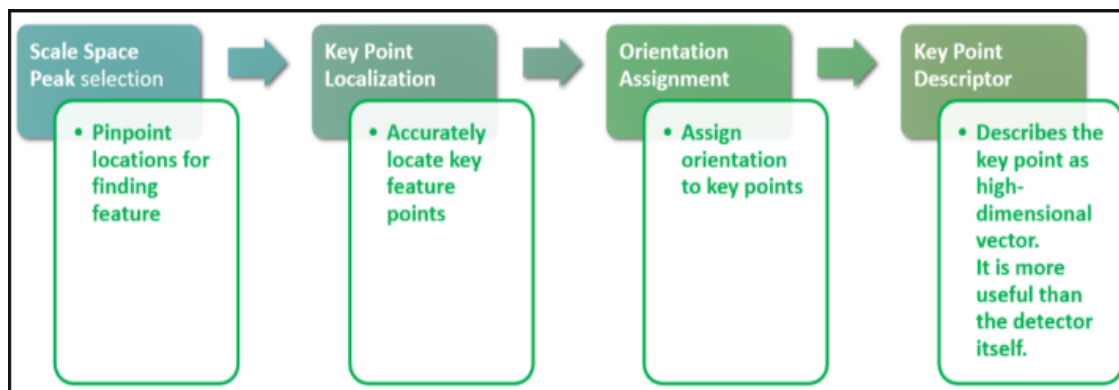 Scale Space
Peak selection
Key Point
Localization
Orientation
Assignment
Key Point
Descriptor
• Pinpoint
locations for
finding
feature
• Accurately
locate key
feature
points
• Assign
orientation
to key points
• Describes the
key point as
high-
dimensional
vector.
It is more
useful than
the detector
itself.